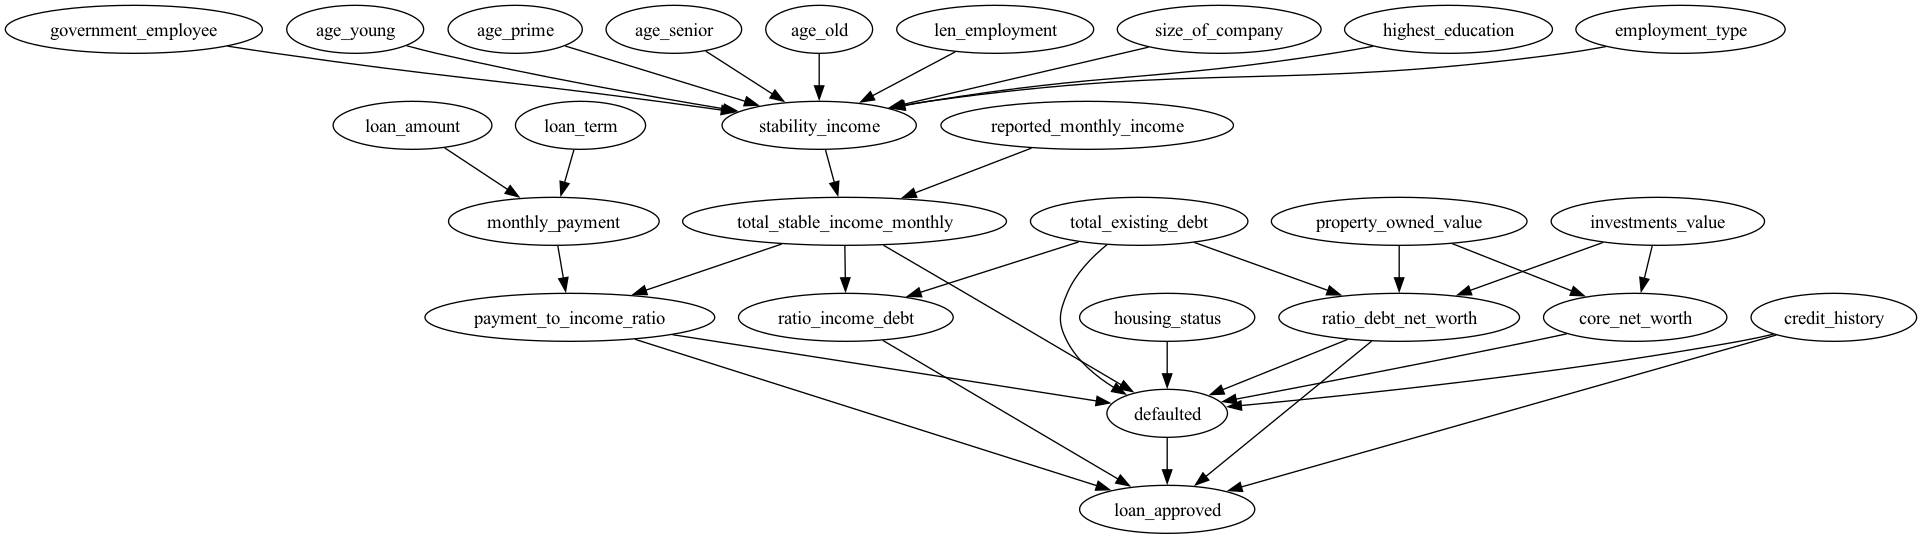 government_employee
age_young
age_prime
age_senior
age_old
len_employment
size_of_company
highest_education
employment_type
loan_amount
loan_term
stability_income
reported_monthly_income
monthly_payment
total_stable_income_monthly
total_existing_debt
property_owned_value
investments_value
payment_to_income_ratio
ratio_income_debt
housing_status
ratio_debt_net_worth
core_net_worth
credit_history
defaulted
loan_approved